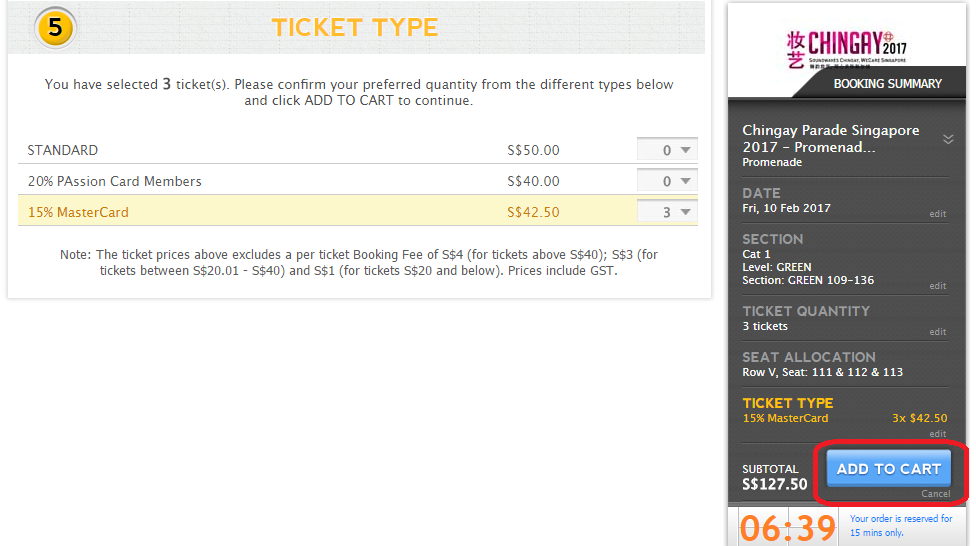 5
TICKET TYPE
You have selected 3 ticket(s). Please confirm your preferred quantity from the different types below
and click ADD TO CART to continue.
STANDARD S$50.00 0
20% PAssion Card Members S$40.00 0
15% MasterCard S$42.50 3
Note: The ticket prices above excludes a per ticket Booking Fee of S$4 (for tickets above S$40); S$3 (for
tickets between S$20.01 - S$40) and S$1 (for tickets S$20 and below). Prices include GST.
妆艺 CHINGAY 2017
SOUNDWAVES CHINGAY, WECARE SINGAPORE
BOOKING SUMMARY
Chingay Parade Singapore
2017 - Promenad...
Promenade
DATE
Fri, 10 Feb 2017
edit
SECTION
Cat 1
Level: GREEN
Section: GREEN 109-136
edit
TICKET QUANTITY
3 tickets
edit
SEAT ALLOCATION
Row V, Seat: 111 & 112 & 113
TICKET TYPE
15% MasterCard 3x $42.50
edit
SUBTOTAL
S$127.50
ADD TO CART
Cancel
06:39
Your order is reserved for
15 mins only.